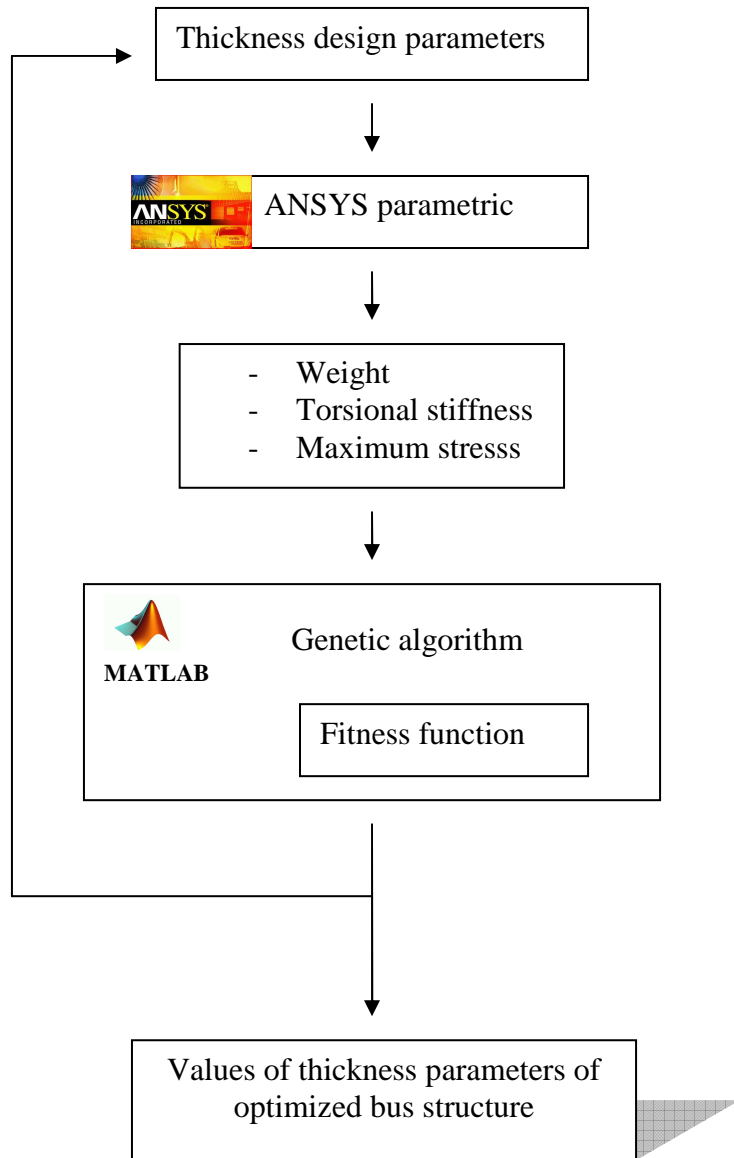 Thickness design parameters
ANSYS®
INCORPORATED
ANSYS parametric
- Weight
- Torsional stiffness
- Maximum stresss
Genetic algorithm
MATLAB
Fitness function
Values of thickness parameters of
optimized bus structure